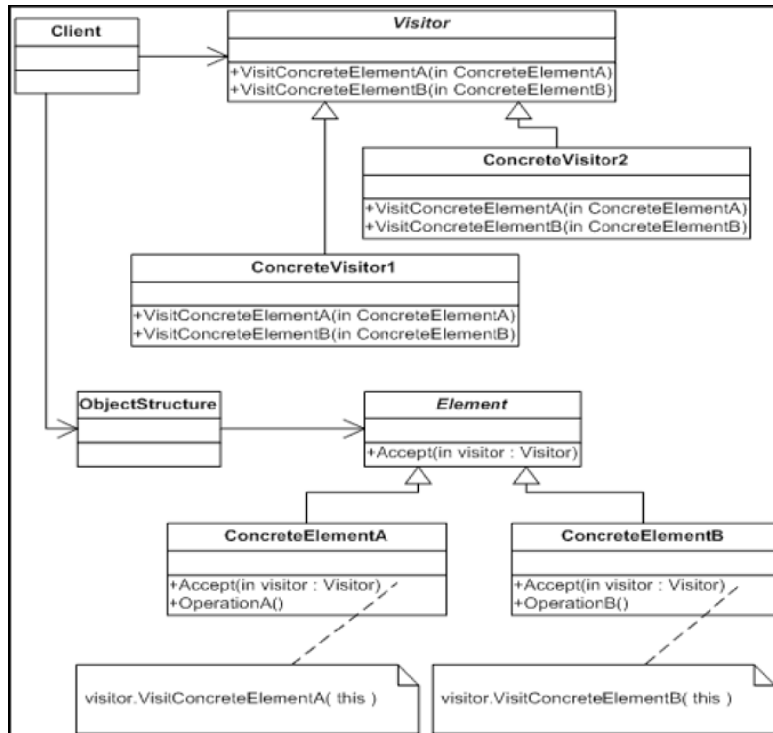 Client
Visitor
+VisitConcreteElementA(in ConcreteElementA)
+VisitConcreteElementB(in ConcreteElementB)
ConcreteVisitor2
+VisitConcreteElementA(in ConcreteElementA)
+VisitConcreteElementB(in ConcreteElementB)
ConcreteVisitor1
+VisitConcreteElementA(in ConcreteElementA)
+VisitConcreteElementB(in ConcreteElementB)
ObjectStructure
Element
+Accept(in visitor : Visitor)
ConcreteElementA
+Accept(in visitor : Visitor)
+OperationA()
ConcreteElementB
+Accept(in visitor : Visitor)
+OperationB()
visitor.VisitConcreteElementA( this )
visitor.VisitConcreteElementB( this )